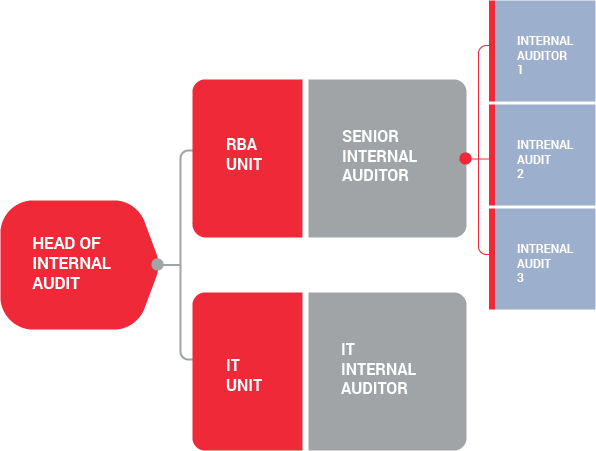 INTERNAL
AUDITOR
1
RBA
UNIT
SENIOR
INTERNAL
AUDITOR
INTRENAL
AUDIT
2
HEAD OF
INTERNAL
AUDIT
INTRENAL
AUDIT
3
IT
UNIT
IT
INTERNAL
AUDITOR